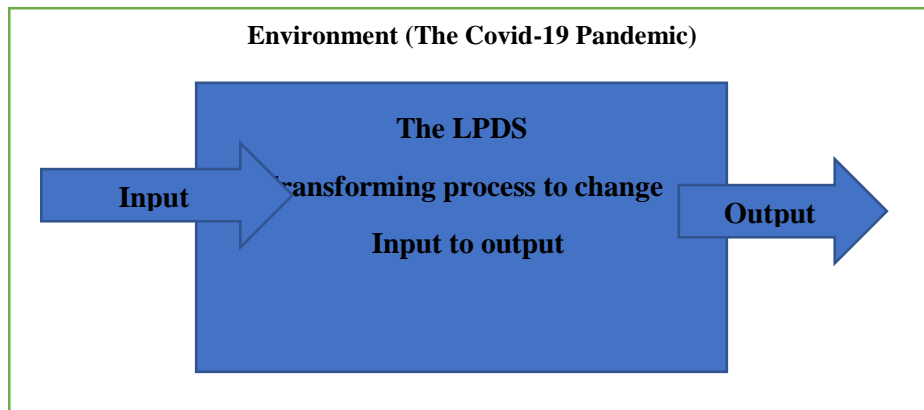 Environment (The Covid-19 Pandemic)
The LPDS
ransforming process to change
Input to output
Input
Output